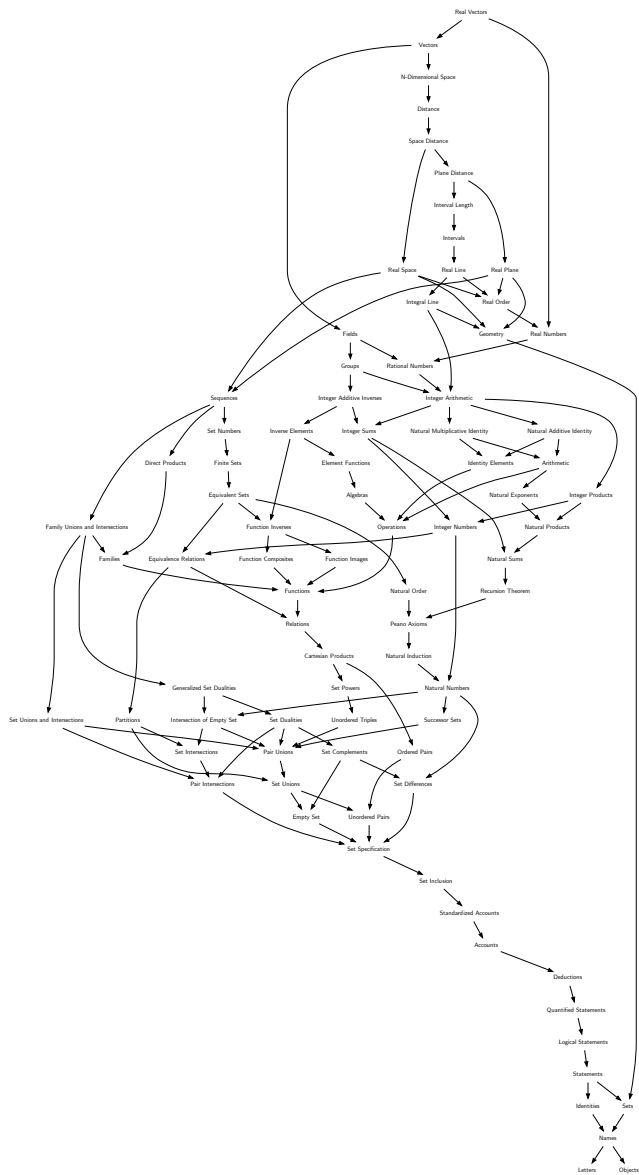 Real Vectors
Vectors
N-Dimensional Space
Distance
Space Distance
Plane Distance
Interval Length
Intervals
Real Space Real Line Real Plane
Integral Line Real Order
Fields Geometry Real Numbers
Groups Rational Numbers
Sequences Integer Additive Inverses Integer Arithmetic
Set Numbers Inverse Elements Integer Sums Natural Multiplicative Identity Natural Additive Identity
Direct Products Finite Sets Element Functions Identity Elements Arithmetic
Equivalent Sets Algebras Natural Exponents Integer Products
Family Unions and Intersections Function Inverses Operations Integer Numbers Natural Products
Families Equivalence Relations Function Composites Function Images Natural Sums
Functions Natural Order Recursion Theorem
Relations Peano Axioms
Cartesian Products Natural Induction
Generalized Set Dualities Set Powers Natural Numbers
Set Unions and Intersections Partitions Intersection of Empty Set Set Dualities Unordered Triples Successor Sets
Set Intersections Pair Unions Set Complements Ordered Pairs
Pair Intersections Set Unions Set Differences
Empty Set Unordered Pairs
Set Specification
Set Inclusion
Standardized Accounts
Accounts
Deductions
Quantified Statements
Logical Statements
Statements
Identities Sets
Names
Letters Objects